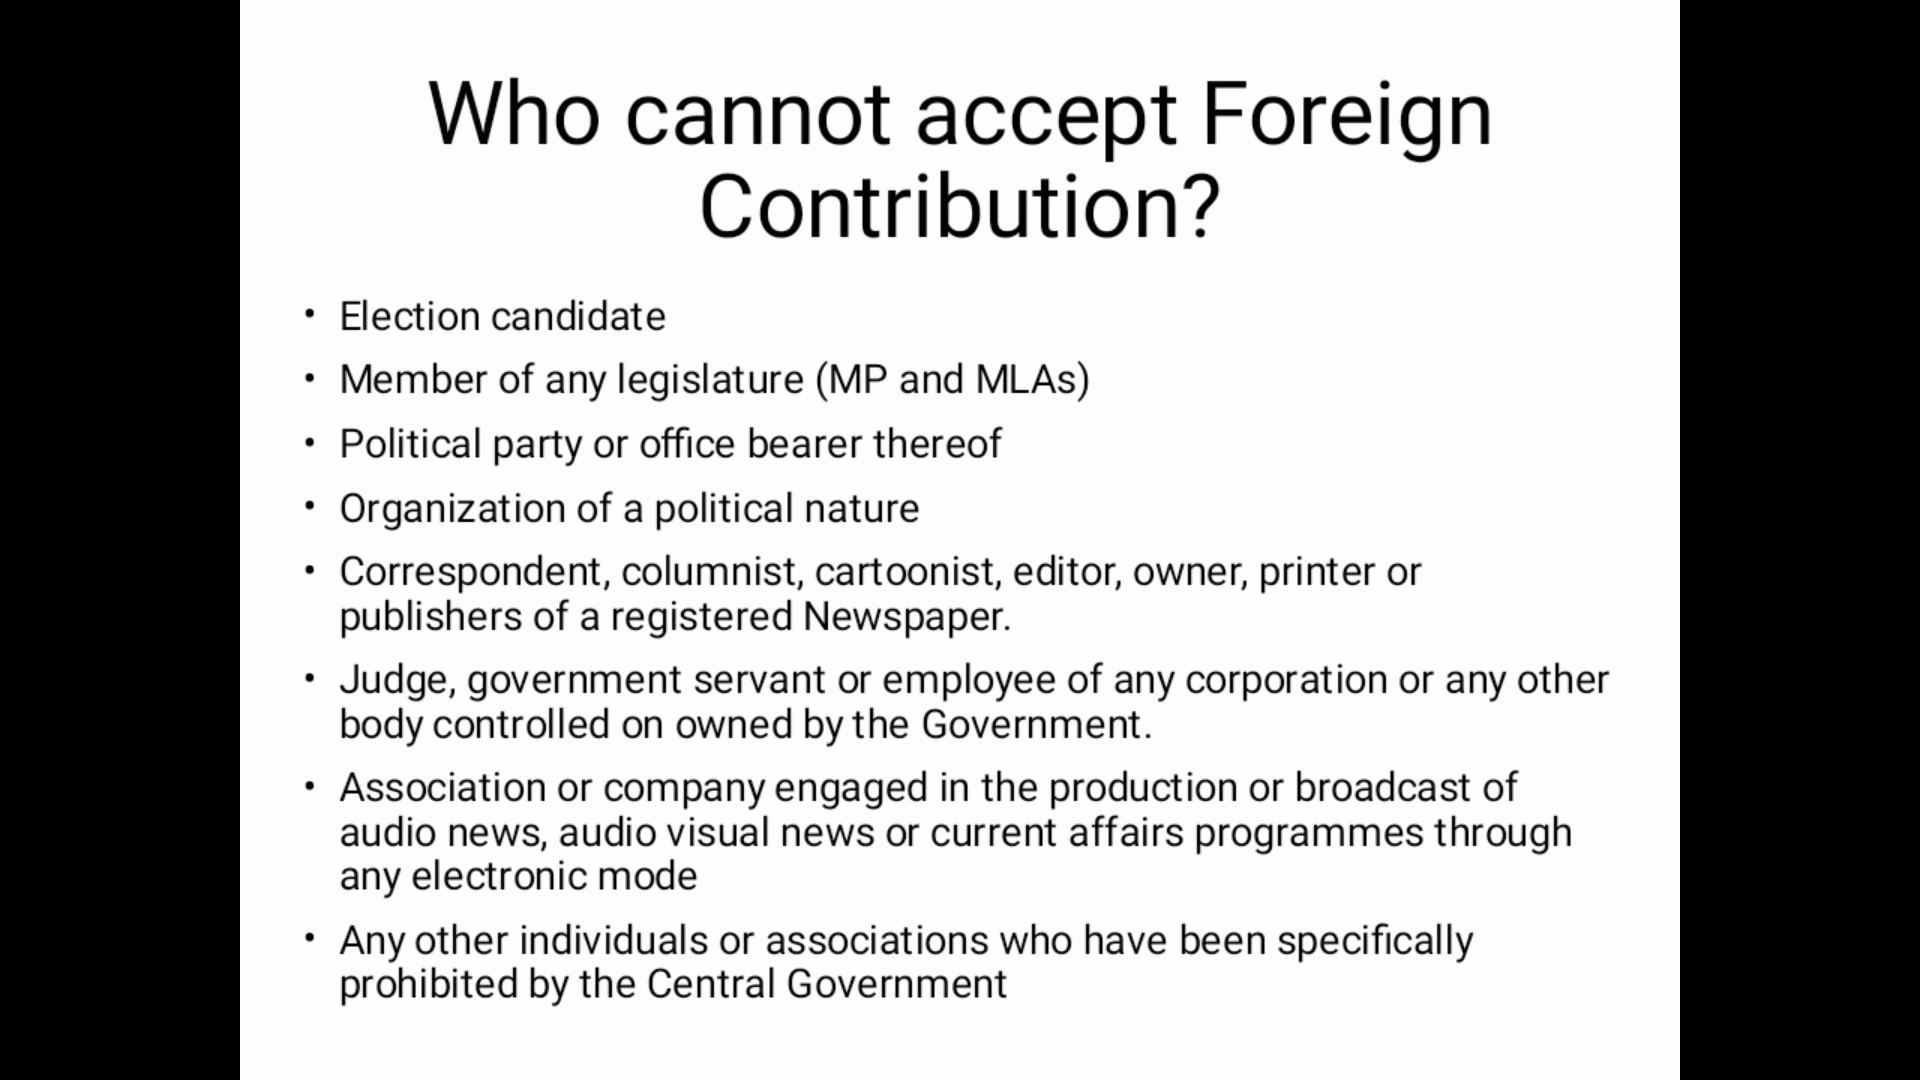 Who cannot accept Foreign
Contribution?
• Election candidate
• Member of any legislature (MP and MLAs)
• Political party or office bearer thereof
• Organization of a political nature
• Correspondent, columnist, cartoonist, editor, owner, printer or
publishers of a registered Newspaper.
• Judge, government servant or employee of any corporation or any other
body controlled on owned by the Government.
• Association or company engaged in the production or broadcast of
audio news, audio visual news or current affairs programmes through
any electronic mode
• Any other individuals or associations who have been specifically
prohibited by the Central Government